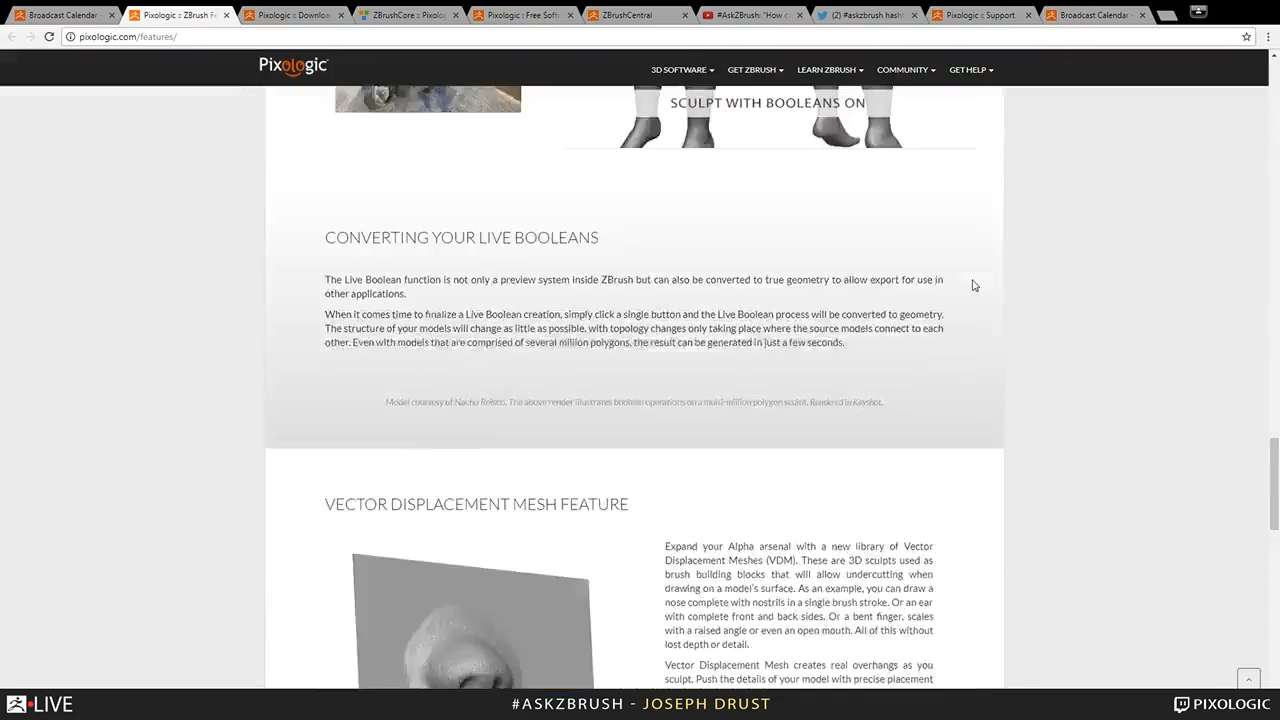 Broadcast Calendar
Pixologic :: ZBrush Fe
Pixologic :: Downloa
ZBrushCore :: Pixolog
Pixologic : Free Softw
ZBrushCentral
#AskZBrush: "How c
(2) #askzbrush hasht
Pixologic :: Support
Broadcast Calendar
pixologic.com/features/
Pixologic
3D SOFTWARE
GET ZBRUSH
LEARN ZBRUSH
COMMUNITY
GET HELP
SCULPT WITH BOOLEANS ON
CONVERTING YOUR LIVE BOOLEANS
The Live Boolean function is not only a preview system inside ZBrush but can also be converted to true geometry to allow export for use in
other applications.
When it comes time to finalize a Live Boolean creation, simply click a single button and the Live Boolean process will be converted to geometry.
The structure of your models will change as little as possible, with topology changes only taking place where the source models connect to each
other. Even with models that are comprised of several million polygons, the result can be generated in just a few seconds.
Model courtesy of Nacho Reisco. The above render illustrates boolean operations on a multi-million polygon sculpt. Rendered in Keyshot.
VECTOR DISPLACEMENT MESH FEATURE
Expand your Alpha arsenal with a new library of Vector
Displacement Meshes (VDM). These are 3D sculpts used as
brush building blocks that will allow undercutting when
drawing on a model's surface. As an example, you can draw a
nose complete with nostrils in a single brush stroke. Or an ear
with complete front and back sides. Or a bent finger, scales
with a raised angle or even an open mouth. All of this without
lost depth or detail.
Vector Displacement Mesh creates real overhangs as you
sculpt. Push the details of your model with precise placement
LIVE
#ASKZBRUSH - JOSEPH DRUST
PIXOLOGIC